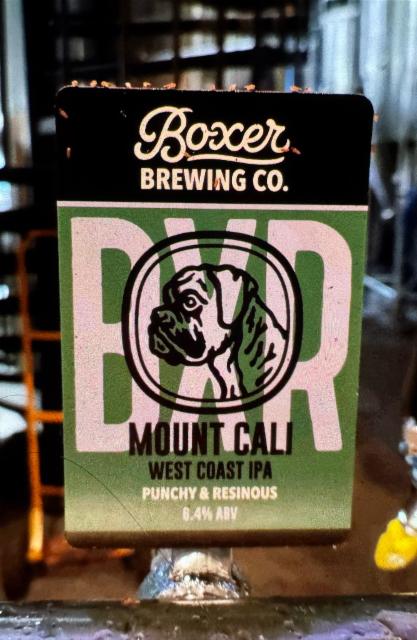 Boxer
BREWING CO.
BXR
MOUNT CALI
WEST COAST IPA
PUNCHY & RESINOUS
6.4% ABV